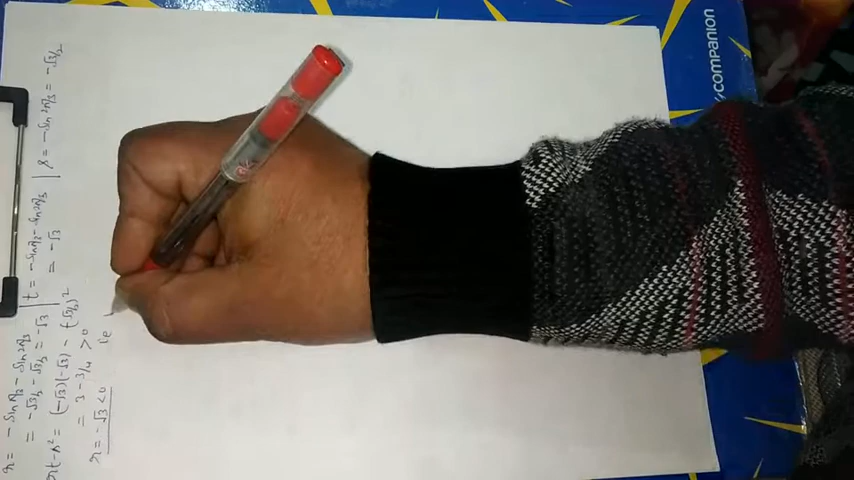 r = - Sin π/3 - Sin 2π/3 | t = - Sin π/3 - Sin 2π/3 | s = - Sin 2π/3 = - √3/2
= - √3/2 - √3/2 = - √3 | = - √3
rt - s² = (-√3)(-√3) - (√3/2)²
= 3 - 3/4 > 0
r = - √3 < 0
companion